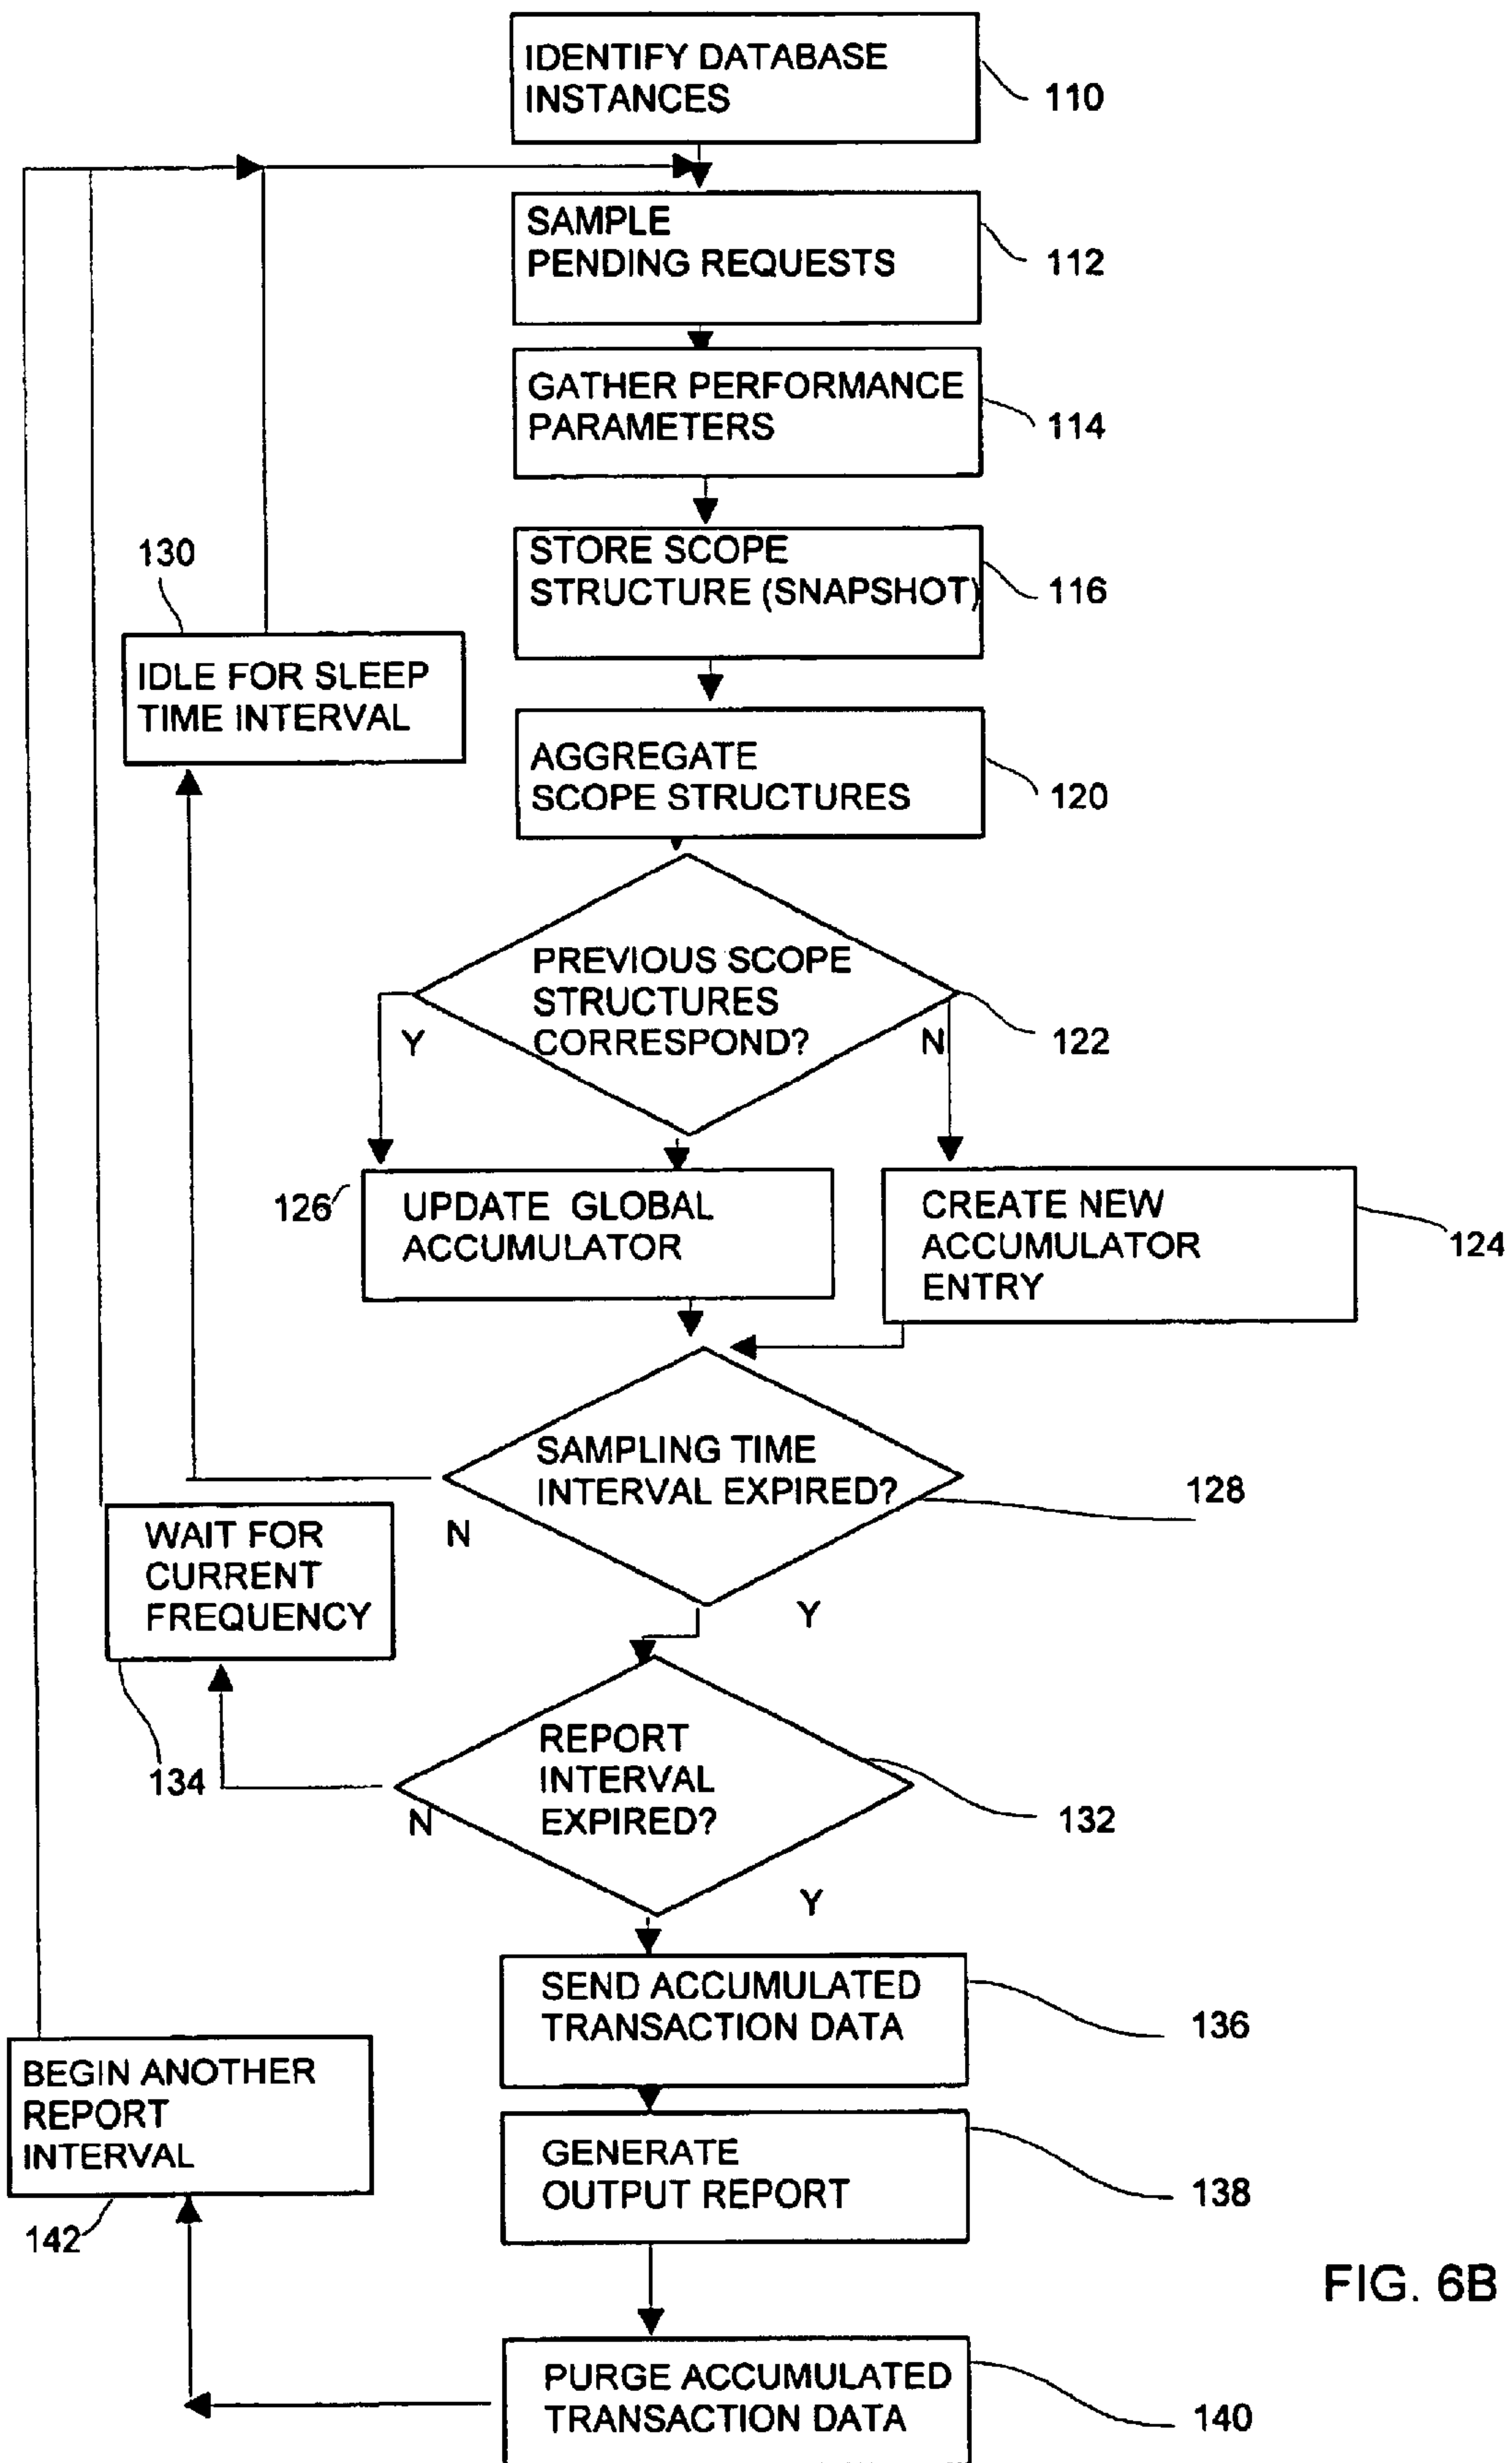 IDENTIFY DATABASE
INSTANCES
110
SAMPLE
PENDING REQUESTS
112
GATHER PERFORMANCE
PARAMETERS
114
STORE SCOPE
STRUCTURE (SNAPSHOT)
116
130
IDLE FOR SLEEP
TIME INTERVAL
AGGREGATE
SCOPE STRUCTURES
120
PREVIOUS SCOPE
STRUCTURES
CORRESPOND?
Y
N
122
126
UPDATE GLOBAL
ACCUMULATOR
CREATE NEW
ACCUMULATOR
ENTRY
124
SAMPLING TIME
INTERVAL EXPIRED?
128
N
Y
WAIT FOR
CURRENT
FREQUENCY
134
REPORT
INTERVAL
EXPIRED?
N
132
Y
SEND ACCUMULATED
TRANSACTION DATA
136
BEGIN ANOTHER
REPORT
INTERVAL
142
GENERATE
OUTPUT REPORT
138
FIG. 6B
PURGE ACCUMULATED
TRANSACTION DATA
140